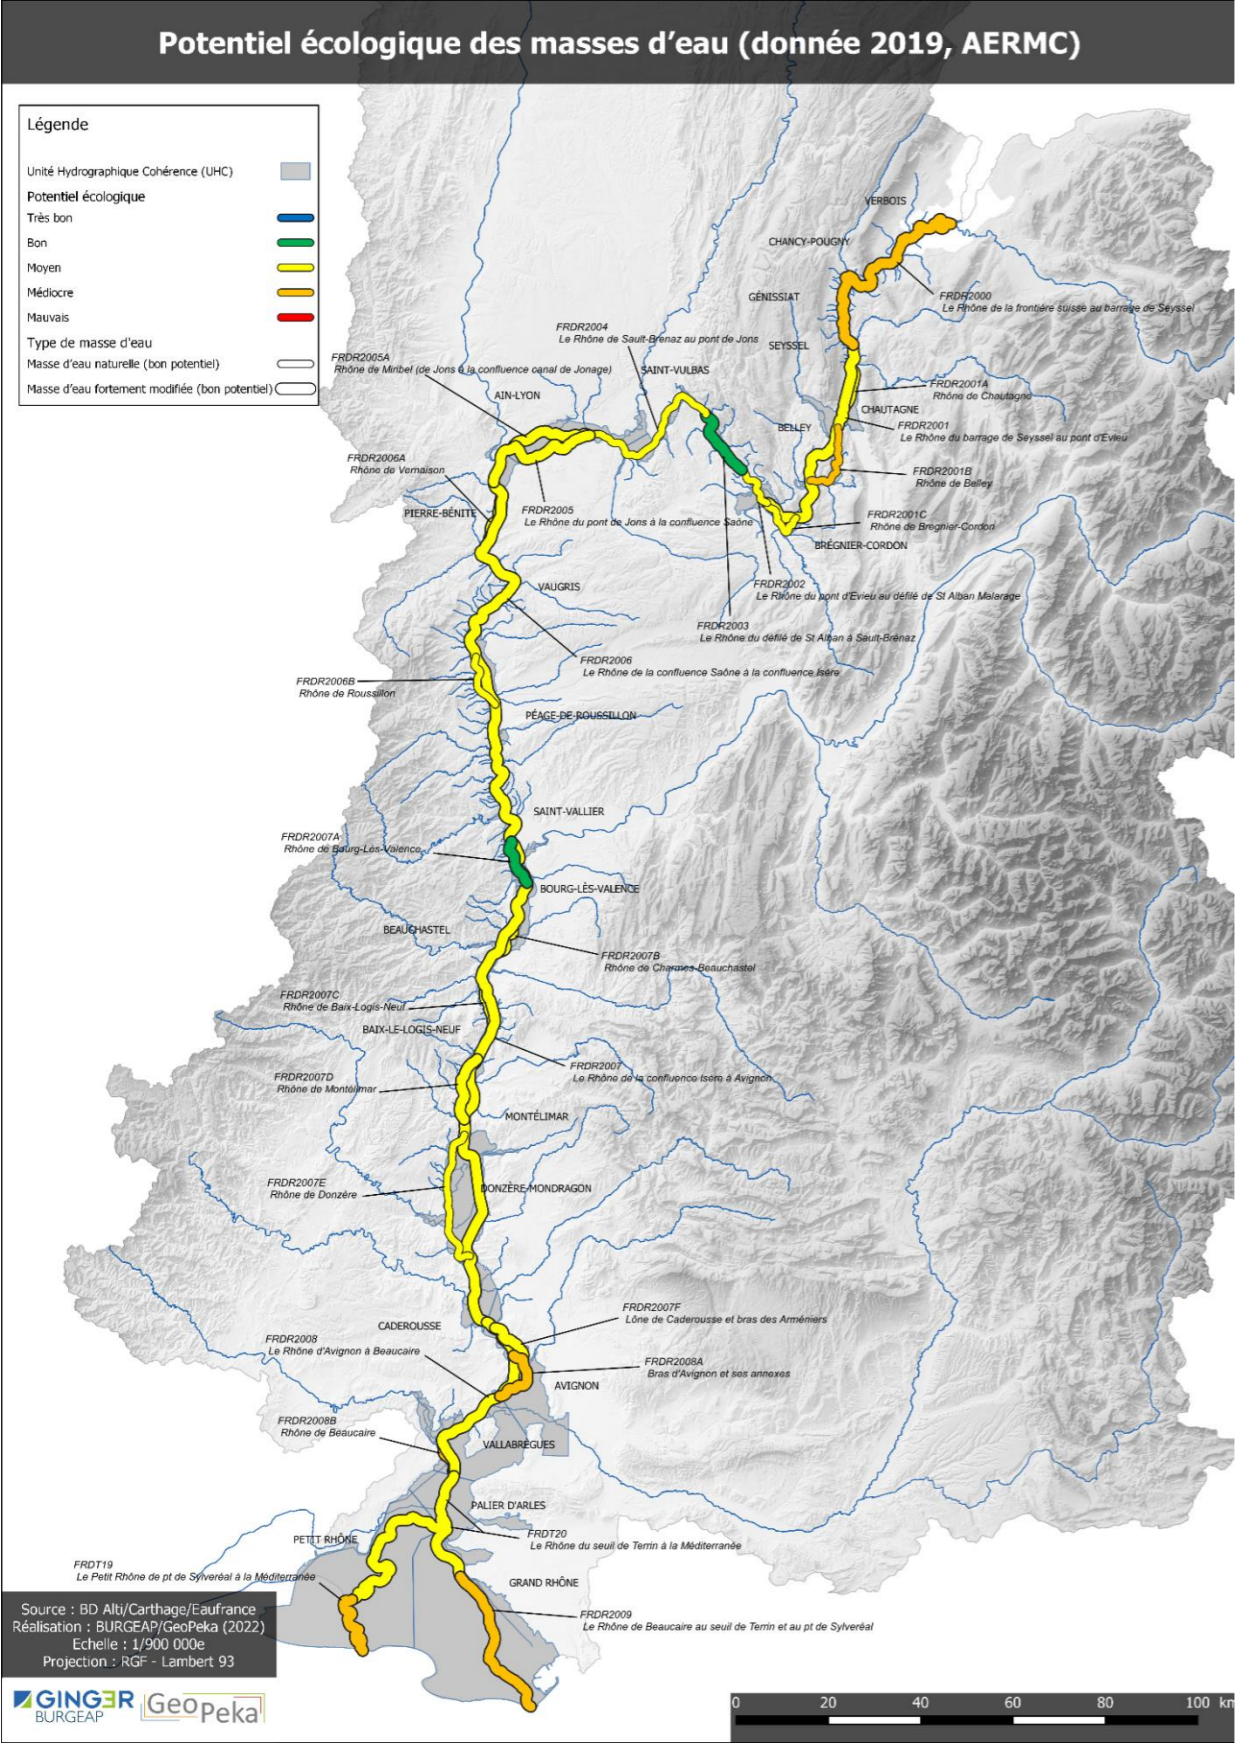 Potentiel écologique des masses d'eau (donnée 2019, AERMC)
Légende
Unité Hydrographique Cohérence (UHC)
Potentiel écologique
Très bon
Bon
Moyen
Médiocre
Mauvais
Type de masse d'eau
Masse d'eau naturelle (bon potentiel)
Masse d'eau fortement modifiée (bon potentiel)
VERBOIS
CHANCY-POUGNY
GÉNISSIAT
FRDR2000
Le Rhône de la frontière suisse au barrage de Seyssel
FRDR2004
Le Rhône de Sault-Brénaz au pont de Jons
SEYSSEL
FRDR2005A
Rhône de Miribel (de Jons à la confluence canal de Jonage)
SAINT-VULBAS
FRDR2001A
Rhône de Chautagne
AIN-LYON
CHAUTAGNE
BELLEY
FRDR2001
Le Rhône du barrage de Seyssel au pont d'Evieu
FRDR2006A
Rhône de Vernaison
FRDR2001B
Rhône de Belley
PIERRE-BÉNITE
FRDR2005
Le Rhône du pont de Jons à la confluence Saône
FRDR2001C
Rhône de Bregnier-Cordon
BRÉGNIER-CORDON
VAUGRIS
FRDR2002
Le Rhône du pont d'Evieu au défilé de St Alban Malarage
FRDR2003
Le Rhône du défilé de St Alban à Sault-Brénaz
FRDR2006
Le Rhône de la confluence Saône à la confluence Isère
FRDR2006B
Rhône de Roussillon
PÉAGE-DE-ROUSSILLON
SAINT-VALLIER
FRDR2007A
Rhône de Bourg-Lès-Valence
BOURG-LÈS-VALENCE
BEAUCHASTEL
FRDR2007B
Rhône de Charmes-Beauchastel
FRDR2007C
Rhône de Baix-Logis-Neuf
BAIX-LE-LOGIS-NEUF
FRDR2007
Le Rhône de la confluence Isère à Avignon
FRDR2007D
Rhône de Montélimar
MONTÉLIMAR
FRDR2007E
Rhône de Donzère
DONZÈRE-MONDRAGON
FRDR2007F
Lône de Caderousse et bras des Arméniers
CADEROUSSE
FRDR2008
Le Rhône d'Avignon à Beaucaire
FRDR2008A
Bras d'Avignon et ses annexes
AVIGNON
FRDR2008B
Rhône de Beaucaire
VALLABRÈGUES
PALIER D'ARLES
PETIT RHÔNE
FRDT20
Le Rhône du seuil de Terrin à la Méditerranée
FRDT19
Le Petit Rhône de pt de Sylveréal à la Méditerranée
GRAND RHÔNE
FRDR2009
Le Rhône de Beaucaire au seuil de Terrin et au pt de Sylveréal
Source : BD Alti/Carthage/Eaufrance
Réalisation : BURGEAP/GeoPeka (2022)
Echelle : 1/900 000e
Projection : RGF - Lambert 93
GINGER
BURGEAP
GeoPeka
0 20 40 60 80 100 km